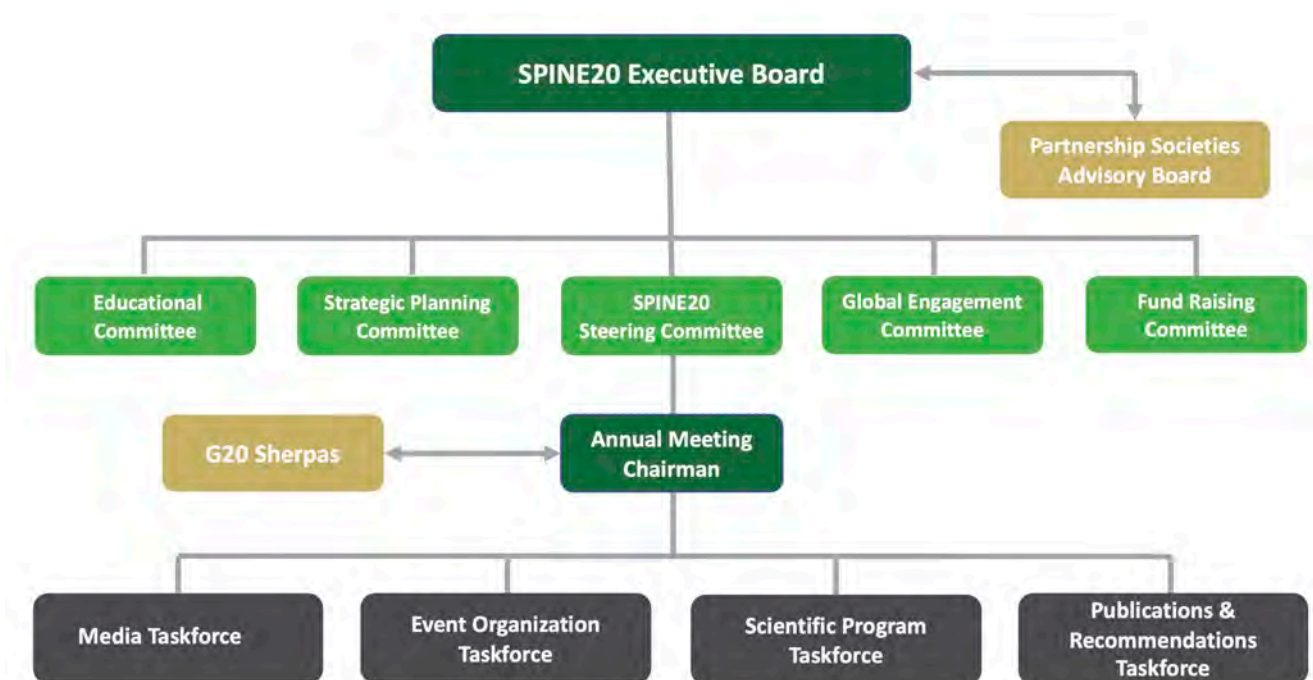 SPINE20 Executive Board
Partnership Societies
Advisory Board
Educational
Committee
Strategic Planning
Committee
SPINE20
Steering Committee
Global Engagement
Committee
Fund Raising
Committee
G20 Sherpas
Annual Meeting
Chairman
Media Taskforce
Event Organization
Taskforce
Scientific Program
Taskforce
Publications &
Recommendations
Taskforce